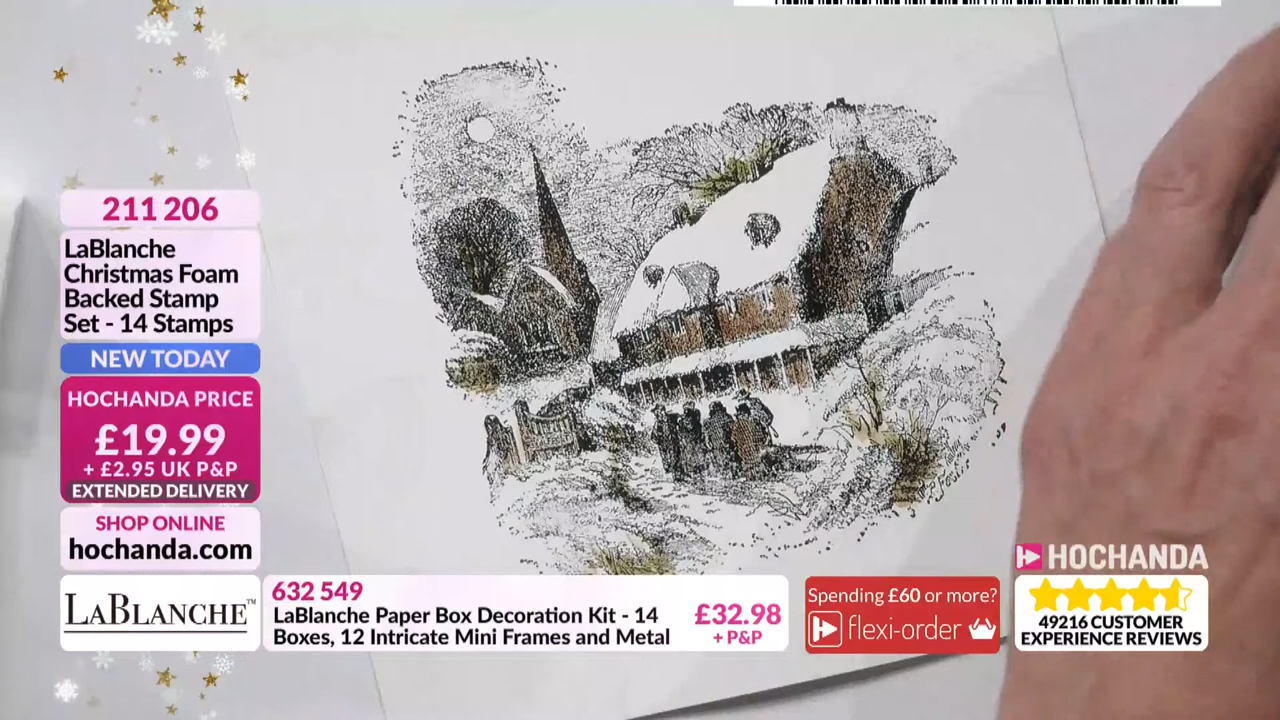 211 206
LaBlanche
Christmas Foam
Backed Stamp
Set - 14 Stamps
NEW TODAY
HOCHANDA PRICE
£19.99
+ £2.95 UK P&P
EXTENDED DELIVERY
SHOP ONLINE
hochanda.com
LABLANCHE™
632 549
LaBlanche Paper Box Decoration Kit - 14
Boxes, 12 Intricate Mini Frames and Metal
£32.98
+ P&P
Spending £60 or more?
flexi-order
HOCHANDA
49216 CUSTOMER
EXPERIENCE REVIEWS